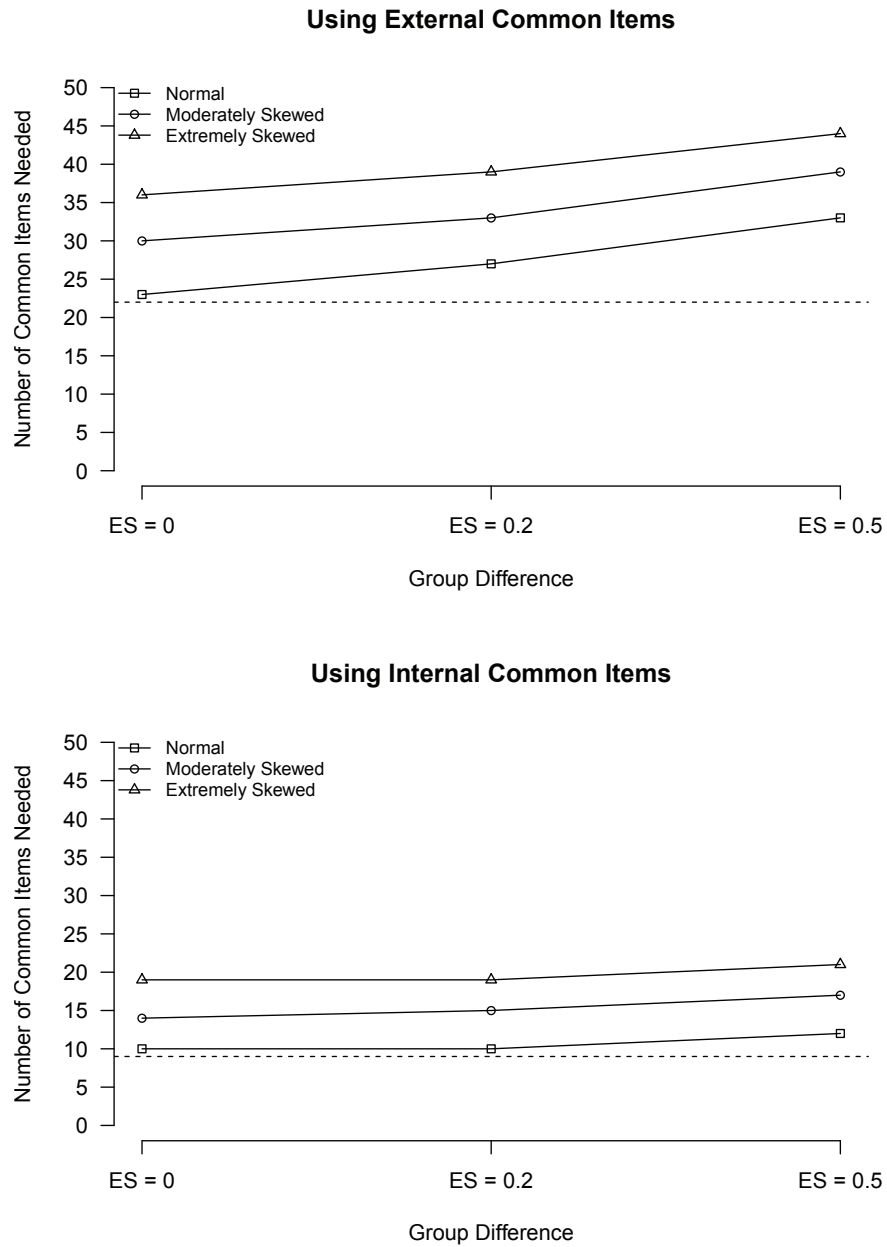 Using External Common Items
Number of Common Items Needed
50
45
40
35
30
25
20
15
10
5
0
Normal
Moderately Skewed
Extremely Skewed
ES = 0
ES = 0.2
ES = 0.5
Group Difference
Using Internal Common Items
Number of Common Items Needed
50
45
40
35
30
25
20
15
10
5
0
Normal
Moderately Skewed
Extremely Skewed
ES = 0
ES = 0.2
ES = 0.5
Group Difference